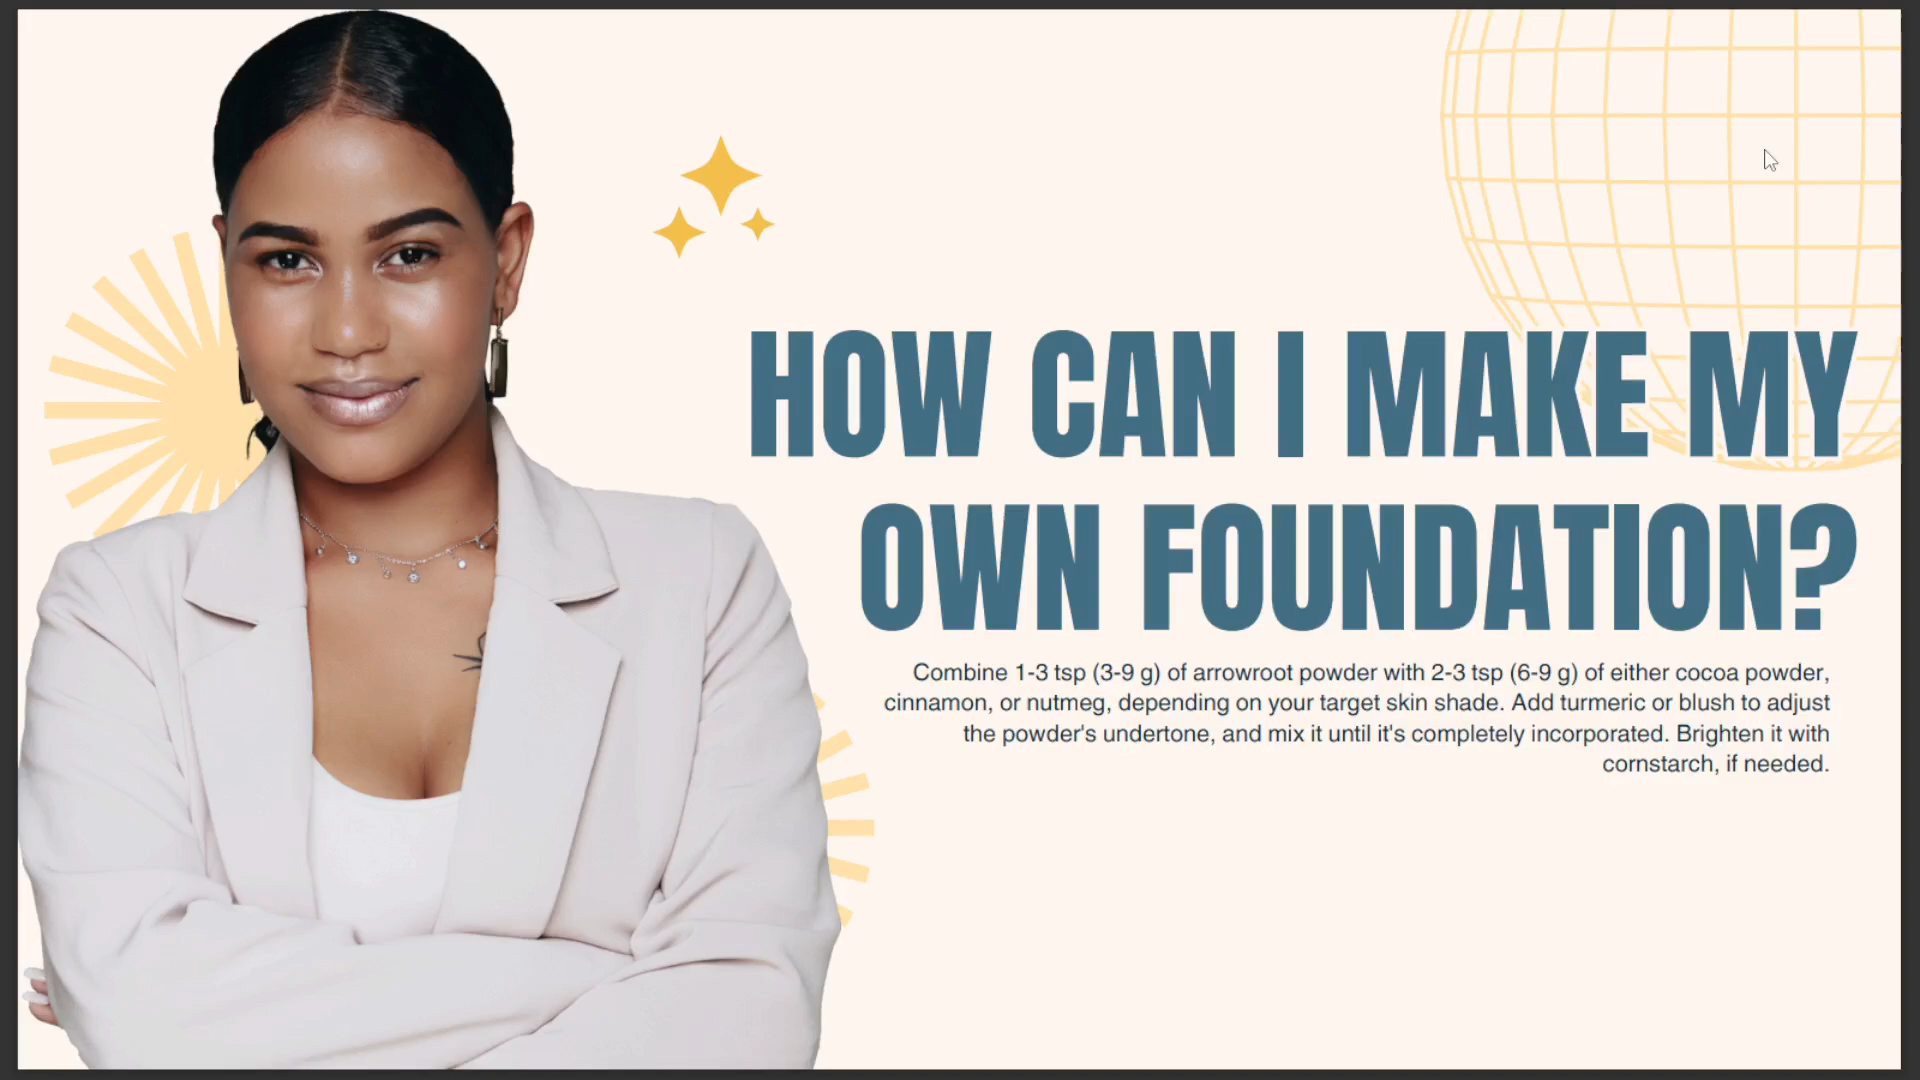 HOW CAN I MAKE MY
OWN FOUNDATION?
Combine 1-3 tsp (3-9 g) of arrowroot powder with 2-3 tsp (6-9 g) of either cocoa powder,
cinnamon, or nutmeg, depending on your target skin shade. Add turmeric or blush to adjust
the powder's undertone, and mix it until it's completely incorporated. Brighten it with
cornstarch, if needed.